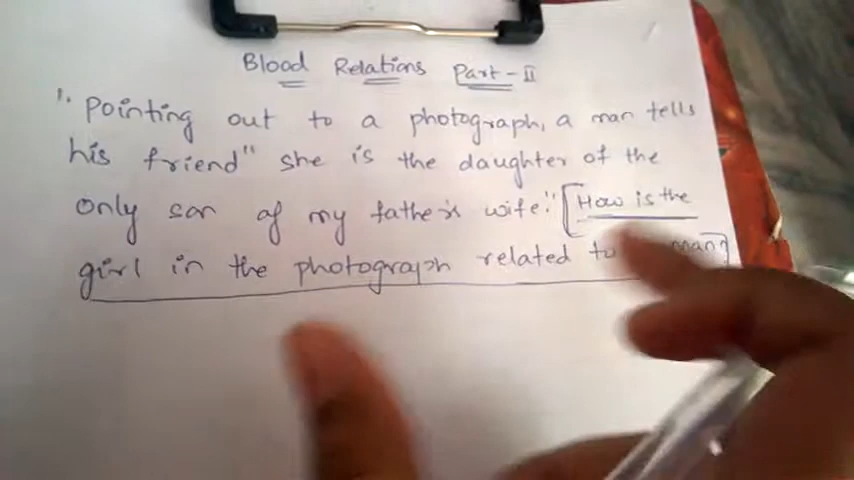 Blood Relations Part-II
1. Pointing out to a photograph, a man tells
his friend" she is the daughter of the
only son of my father's wife." [How is the
girl in the photograph related to man?]